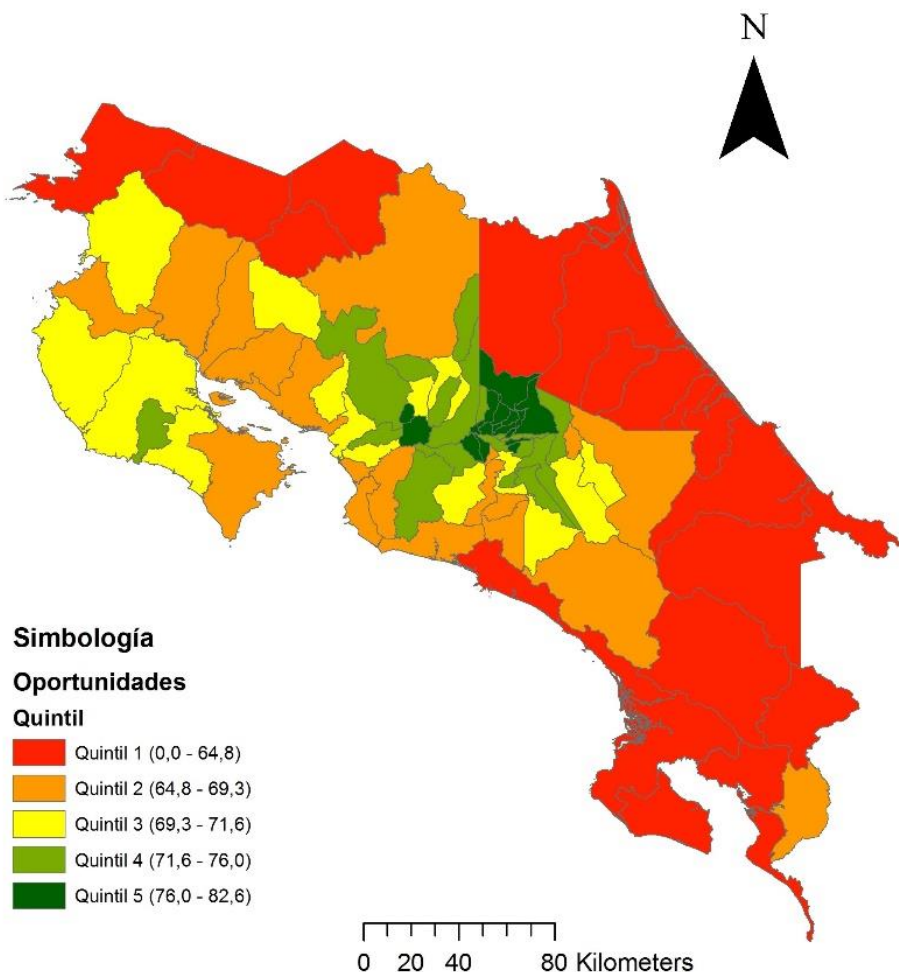 N
Simbología
Oportunidades
Quintil
Quintil 1 (0,0 - 64,8)
Quintil 2 (64,8 - 69,3)
Quintil 3 (69,3 - 71,6)
Quintil 4 (71,6 - 76,0)
Quintil 5 (76,0 - 82,6)
0 20 40 80 Kilometers